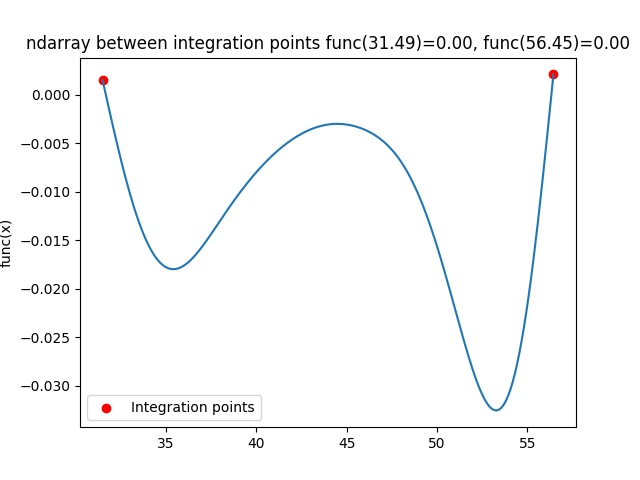 ndarray between integration points func(31.49)=0.00, func(56.45)=0.00
func(x)
0.000
−0.005
−0.010
−0.015
−0.020
−0.025
−0.030
Integration points
35 40 45 50 55